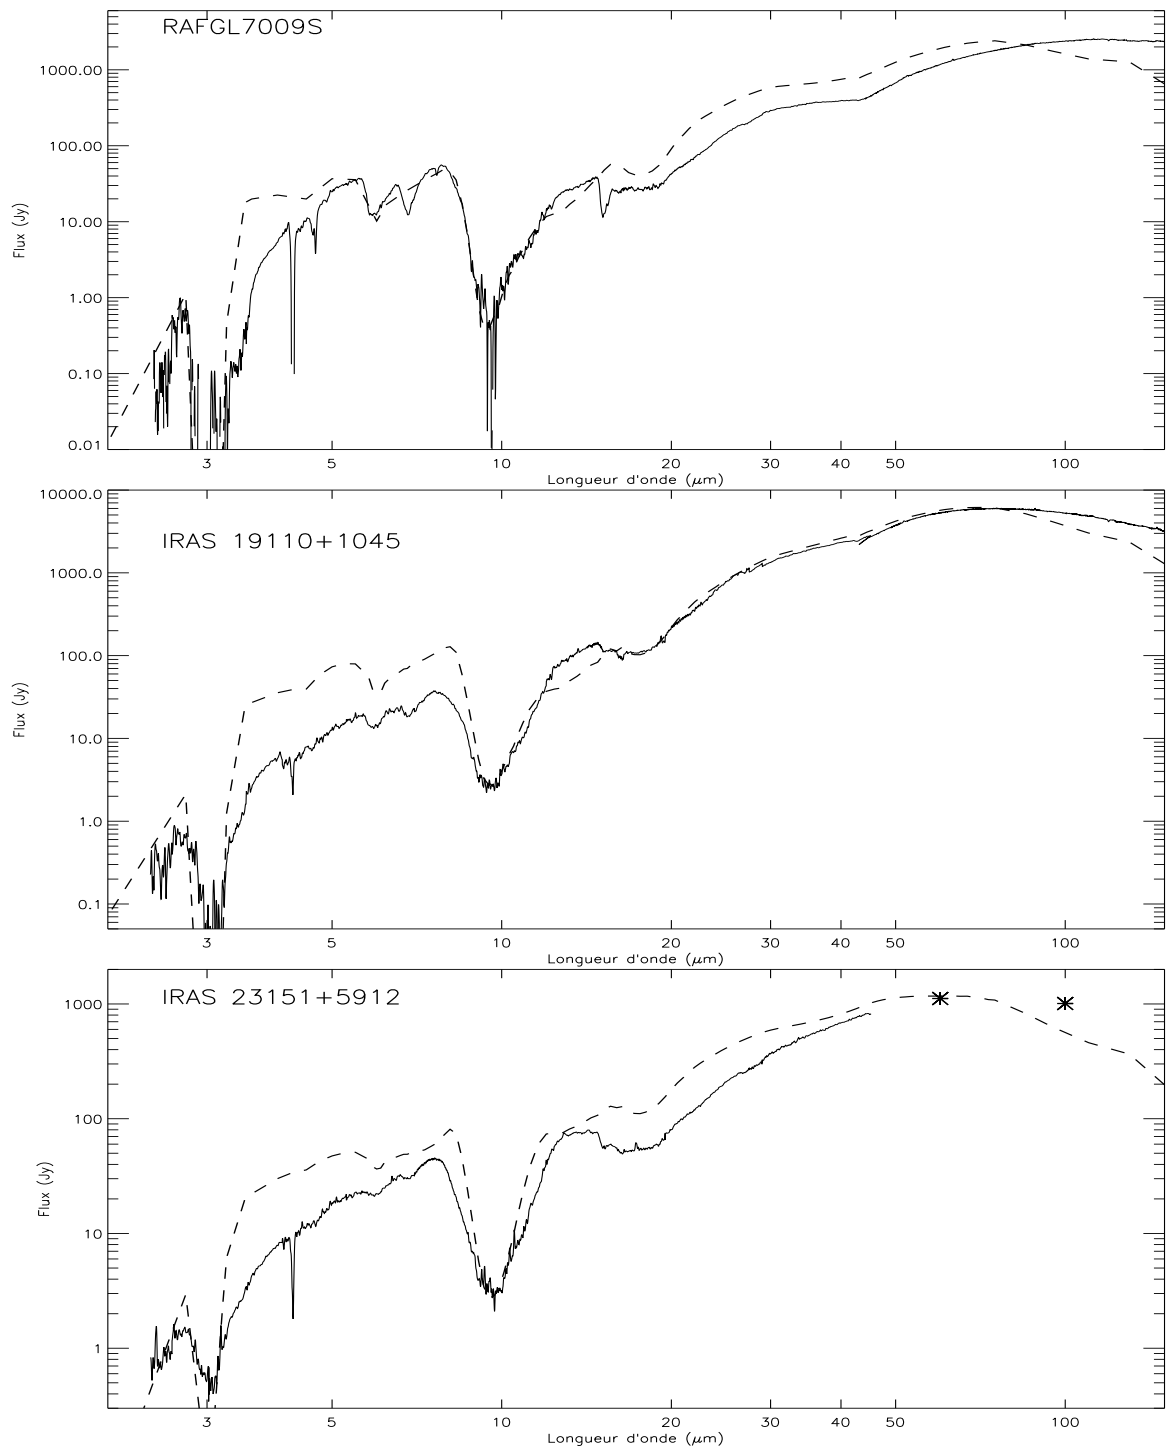 RAFGL7009S
1000.00
100.00
10.00
1.00
0.10
0.01
Flux (Jy)
3 5 10 20 30 40 50 100
Longueur d'onde (μm)
IRAS 19110+1045
10000.0
1000.0
100.0
10.0
1.0
0.1
Flux (Jy)
3 5 10 20 30 40 50 100
Longueur d'onde (μm)
IRAS 23151+5912
1000
100
10
1
Flux (Jy)
3 5 10 20 30 40 50 100
Longueur d'onde (μm)